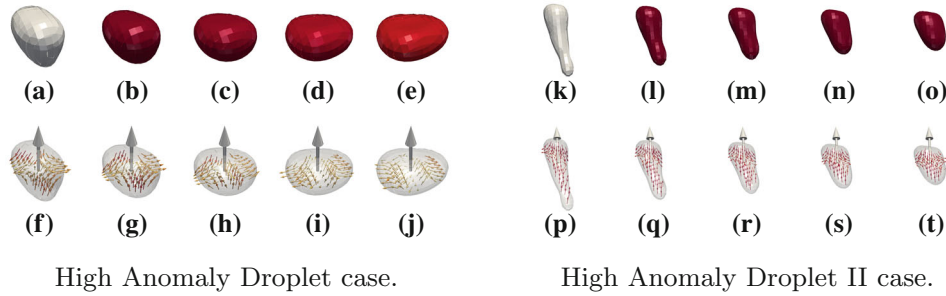 (a) (b) (c) (d) (e) (k) (l) (m) (n) (o)
(f) (g) (h) (i) (j) (p) (q) (r) (s) (t)
High Anomaly Droplet case. High Anomaly Droplet II case.